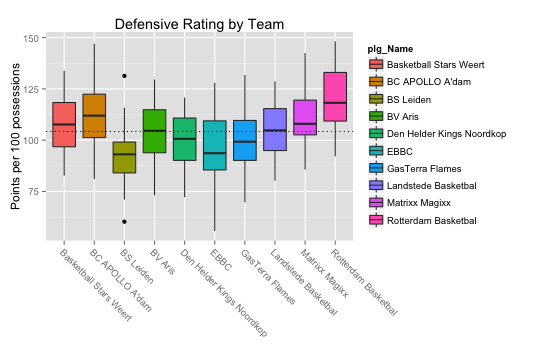 Defensive Rating by Team
Points per 100 possessions
150
125
100
75
Basketball Stars Weert
BC APOLLO A'dam
BS Leiden
BV Aris
Den Helder Kings Noordkop
EBBC
GasTerra Flames
Landstede Basketbal
Matrixx Magixx
Rotterdam Basketbal
plg_Name
Basketball Stars Weert
BC APOLLO A'dam
BS Leiden
BV Aris
Den Helder Kings Noordkop
EBBC
GasTerra Flames
Landstede Basketbal
Matrixx Magixx
Rotterdam Basketbal